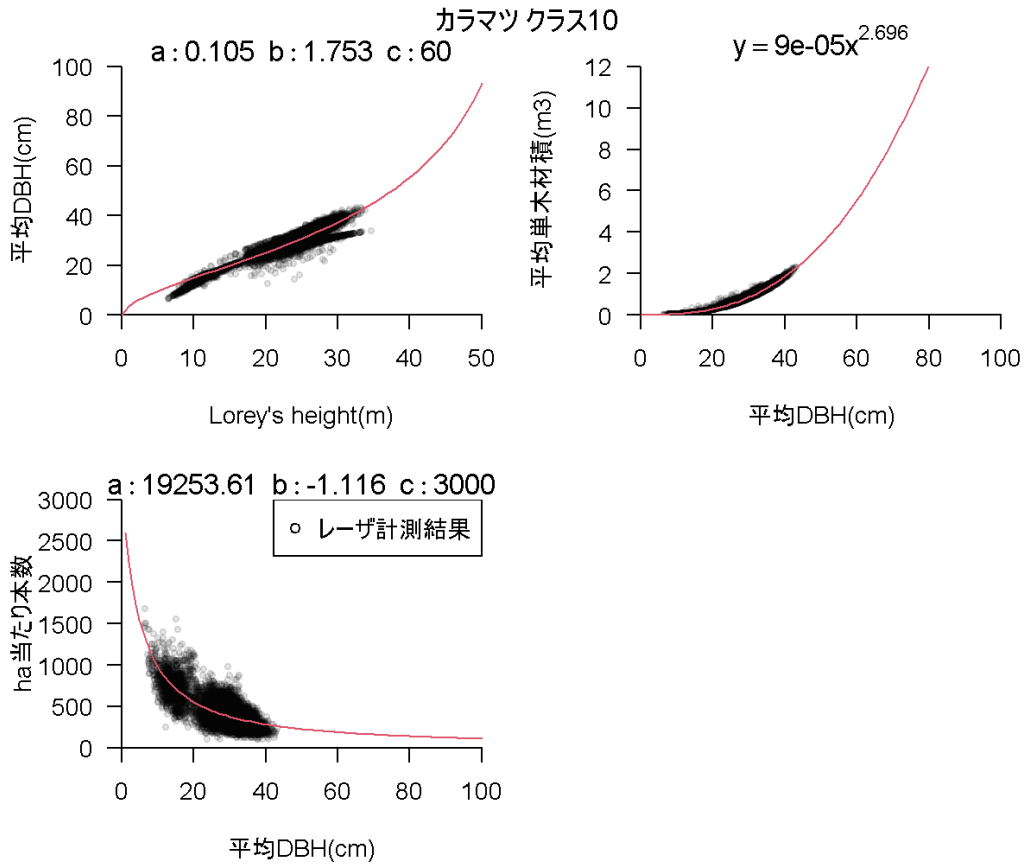 カラマツ クラス10
a : 0.105 b : 1.753 c : 60
100
80
60
40
20
0
平均DBH(cm)
0 10 20 30 40 50
Lorey's height(m)
y = 9e-05x^2.696
12
10
8
6
4
2
0
平均単木材積(m3)
0 20 40 60 80 100
平均DBH(cm)
a : 19253.61 b : -1.116 c : 3000
3000
2500
2000
1500
1000
500
0
ha当たり本数
レーザ計測結果
0 20 40 60 80 100
平均DBH(cm)